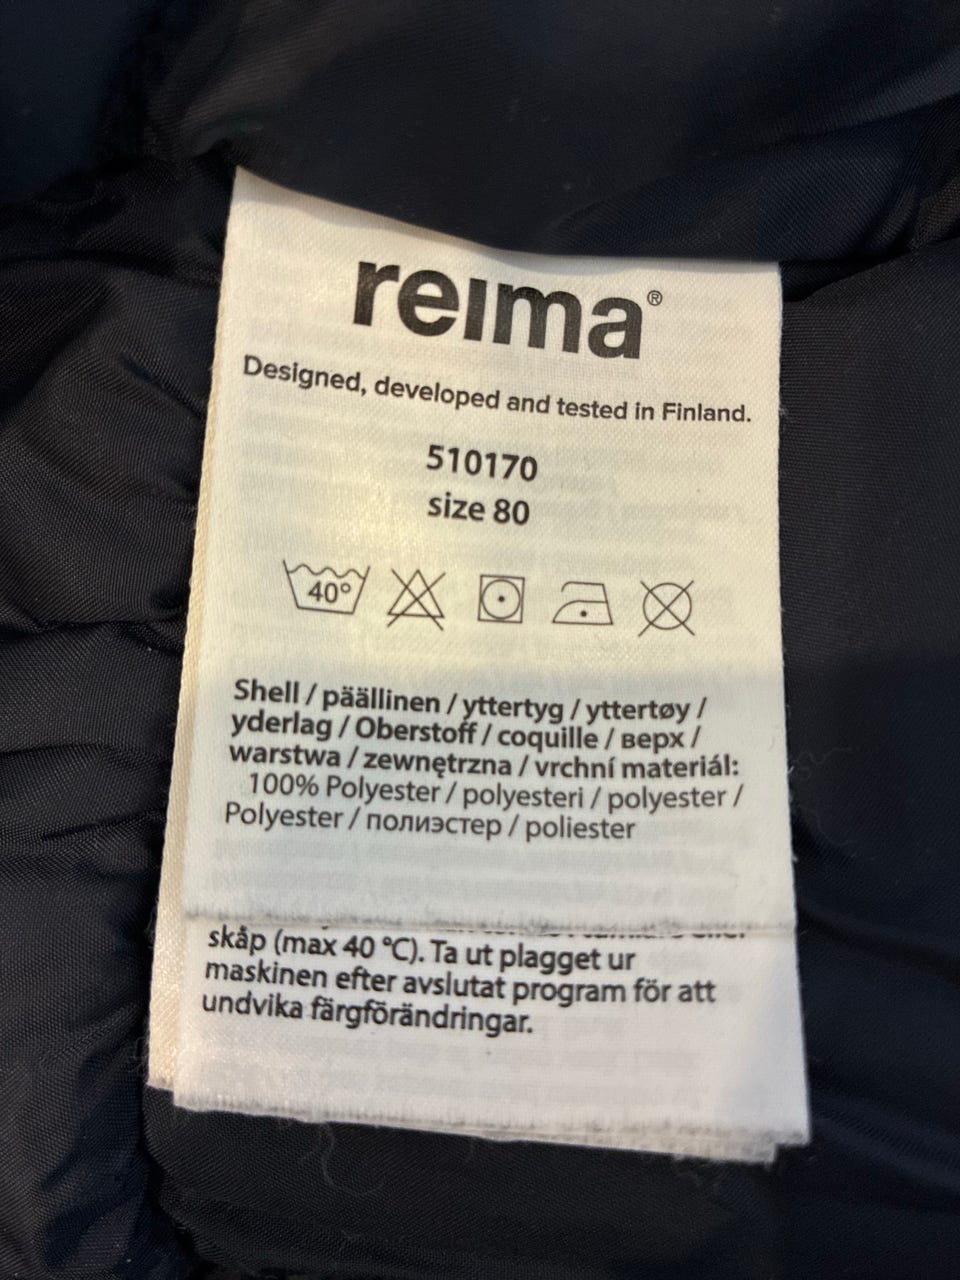 reima®
Designed, developed and tested in Finland.
510170
size 80
40°
Shell / päällinen / yttertyg / yttertøy /
yderlag / Oberstoff / coquille / верх /
warstwa / zewnętrzna / vrchní materiál:
100% Polyester / polyesteri / polyester /
Polyester / полиэстер / poliester
skåp (max 40 °C). Ta ut plagget ur
maskinen efter avslutat program för att
undvika färgförändringar.